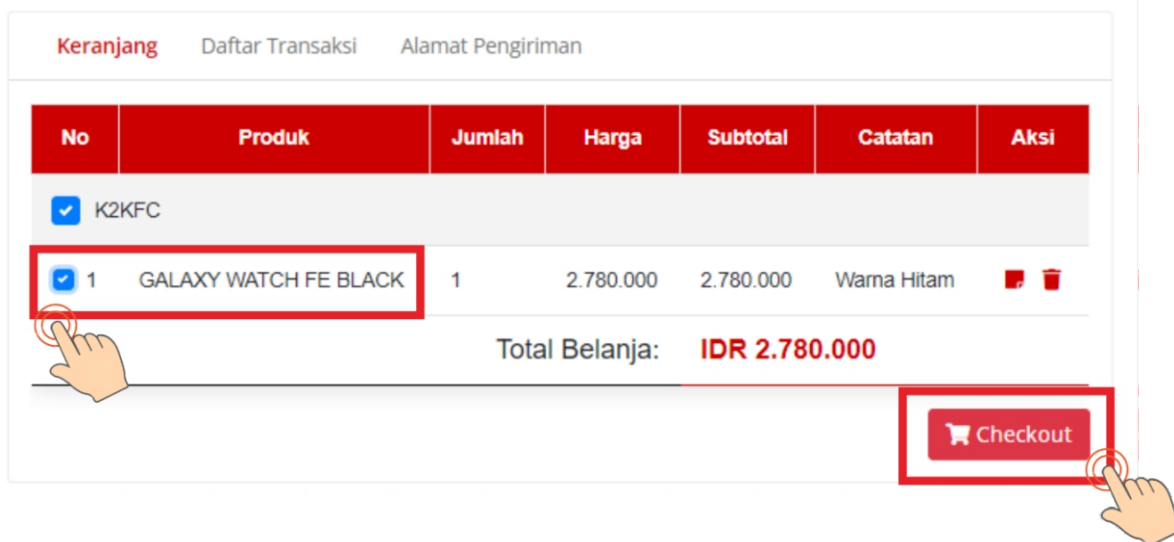 Keranjang Daftar Transaksi Alamat Pengiriman
No Produk Jumlah Harga Subtotal Catatan Aksi
K2KFC
1 GALAXY WATCH FE BLACK 1 2.780.000 2.780.000 Warna Hitam
Total Belanja: IDR 2.780.000
Checkout